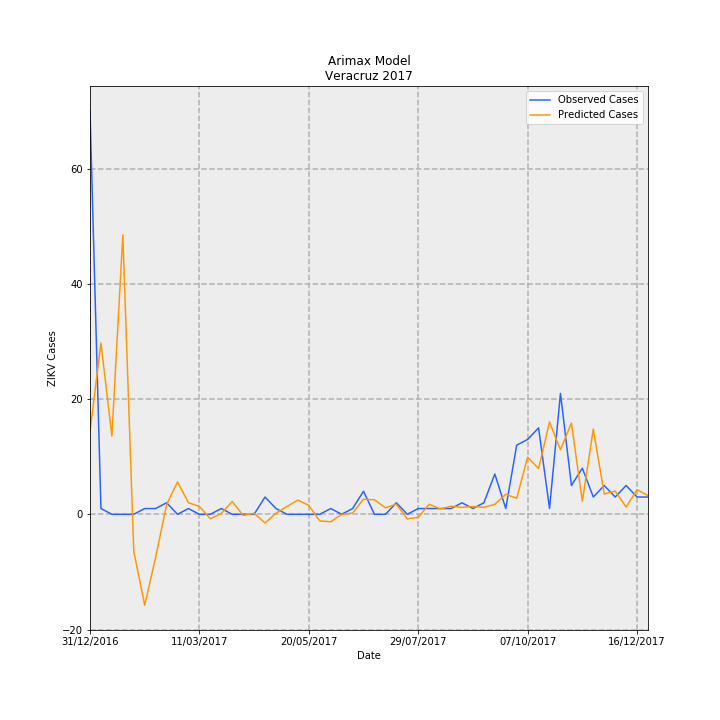 Arimax Model
Veracruz 2017
Observed Cases
Predicted Cases
60
40
20
0
−20
ZIKV Cases
31/12/2016 11/03/2017 20/05/2017 29/07/2017 07/10/2017 16/12/2017
Date